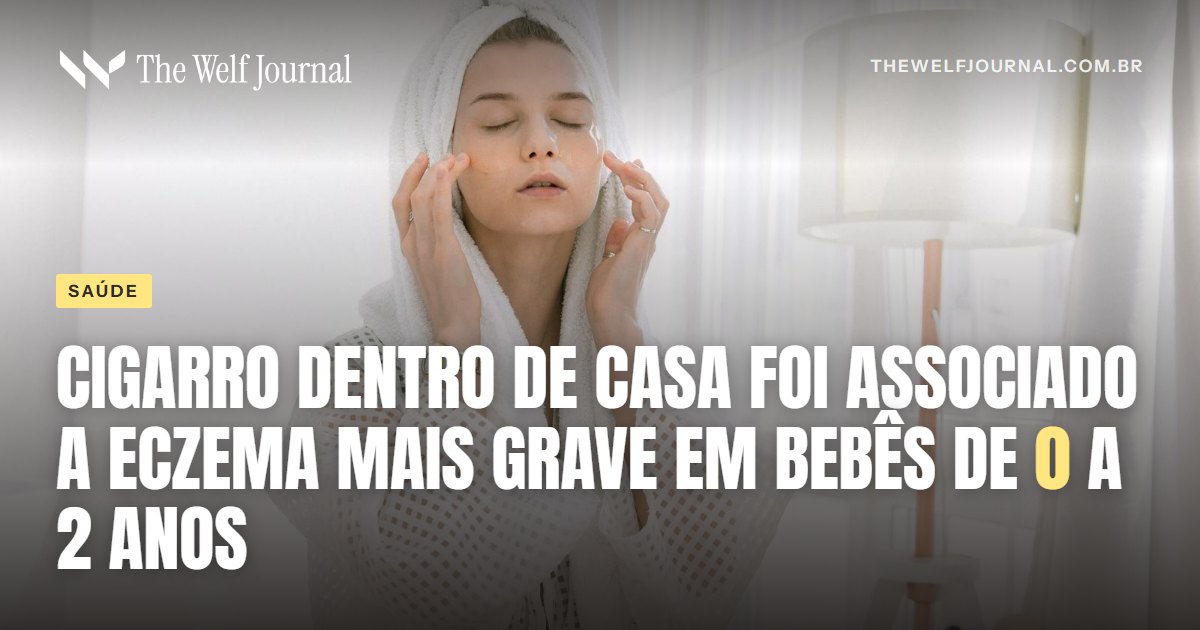 The Welf Journal
THEWELFJOURNAL.COM.BR
SAÚDE
CIGARRO DENTRO DE CASA FOI ASSOCIADO
A ECZEMA MAIS GRAVE EM BEBÊS DE 0 A
2 ANOS